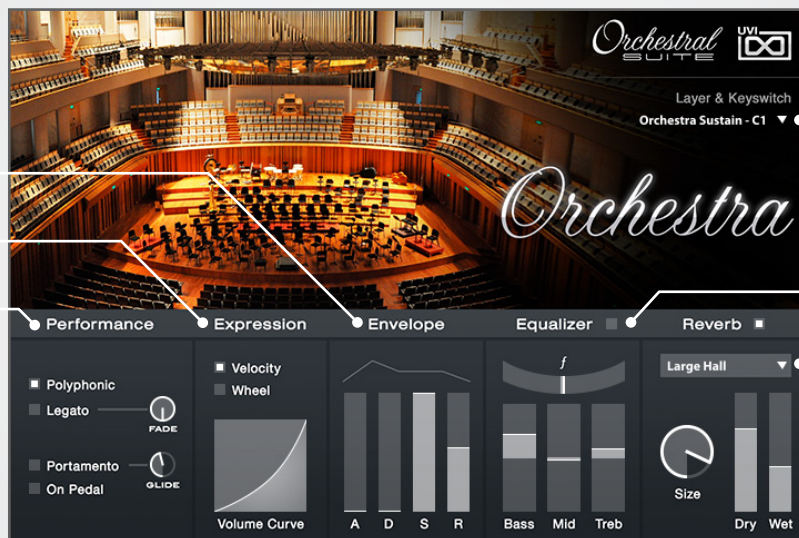 Orchestral
SUITE
UVI
Layer & Keyswitch
Orchestra Sustain - C1
Orchestra
Performance
Expression
Envelope
Equalizer
Reverb
Polyphonic
Legato
FADE
Portamento
On Pedal
GLIDE
Velocity
Wheel
Volume Curve
A D S R
f
Bass Mid Treb
Large Hall
Size
Dry Wet